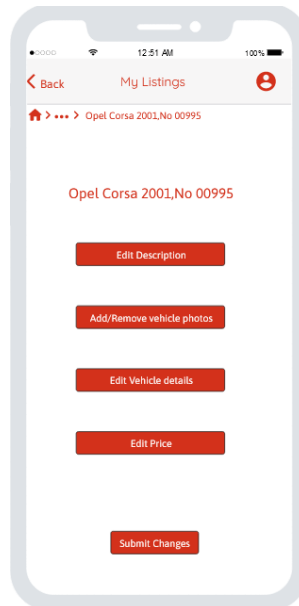 12:51 AM
100%
Back
My Listings
> ••• > Opel Corsa 2001,No 00995
Opel Corsa 2001,No 00995
Edit Description
Add/Remove vehicle photos
Edit Vehicle details
Edit Price
Submit Changes